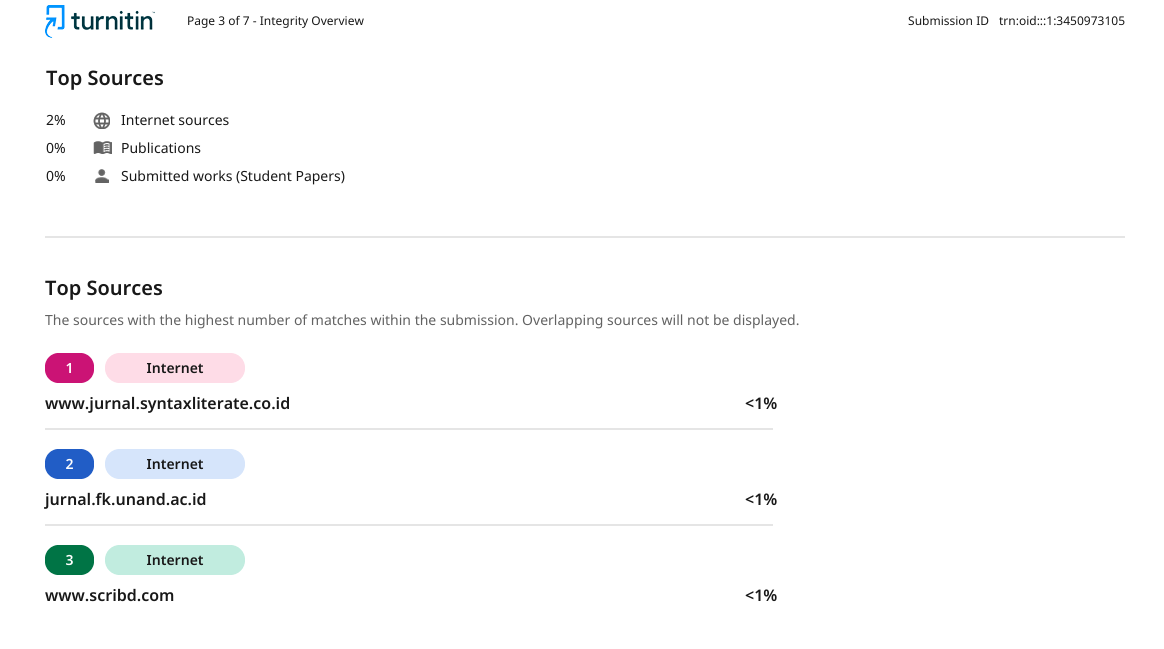 turnitin
Page 3 of 7 - Integrity Overview
Submission ID trn:oid:::1:3450973105
Top Sources
2% Internet sources
0% Publications
0% Submitted works (Student Papers)
Top Sources
The sources with the highest number of matches within the submission. Overlapping sources will not be displayed.
1 Internet
www.jurnal.syntaxliterate.co.id <1%
2 Internet
jurnal.fk.unand.ac.id <1%
3 Internet
www.scribd.com <1%